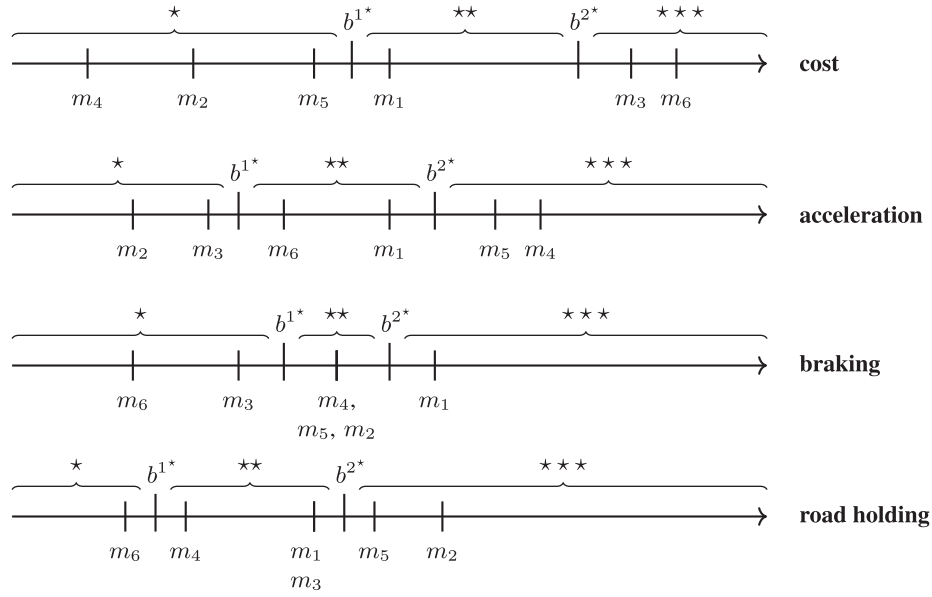 ⋆ b¹⋆ ⋆⋆ b²⋆ ⋆⋆⋆
cost
m₄ m₂ m₅ m₁ m₃ m₆
⋆ b¹⋆ ⋆⋆ b²⋆ ⋆⋆⋆
acceleration
m₂ m₃ m₆ m₁ m₅ m₄
⋆ b¹⋆ ⋆⋆ b²⋆ ⋆⋆⋆
braking
m₆ m₃ m₄, m₁
m₅, m₂
⋆ b¹⋆ ⋆⋆ b²⋆ ⋆⋆⋆
road holding
m₆ m₄ m₁ m₅ m₂
m₃